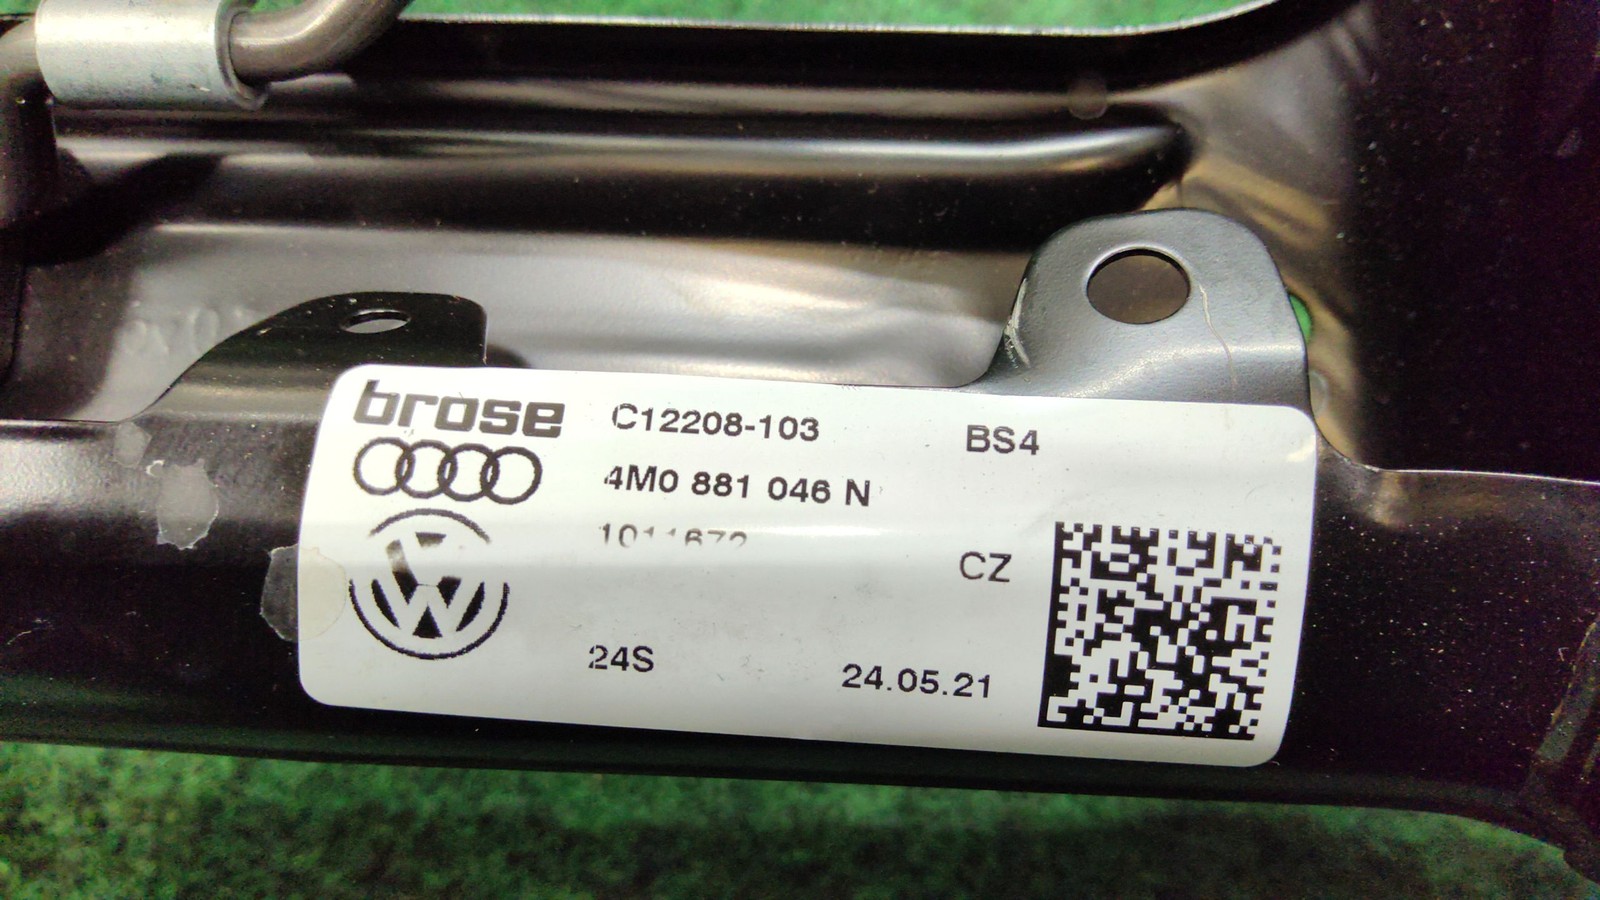 brose C12208-103 BS4
4M0 881 046 N
CZ
24S 24.05.21